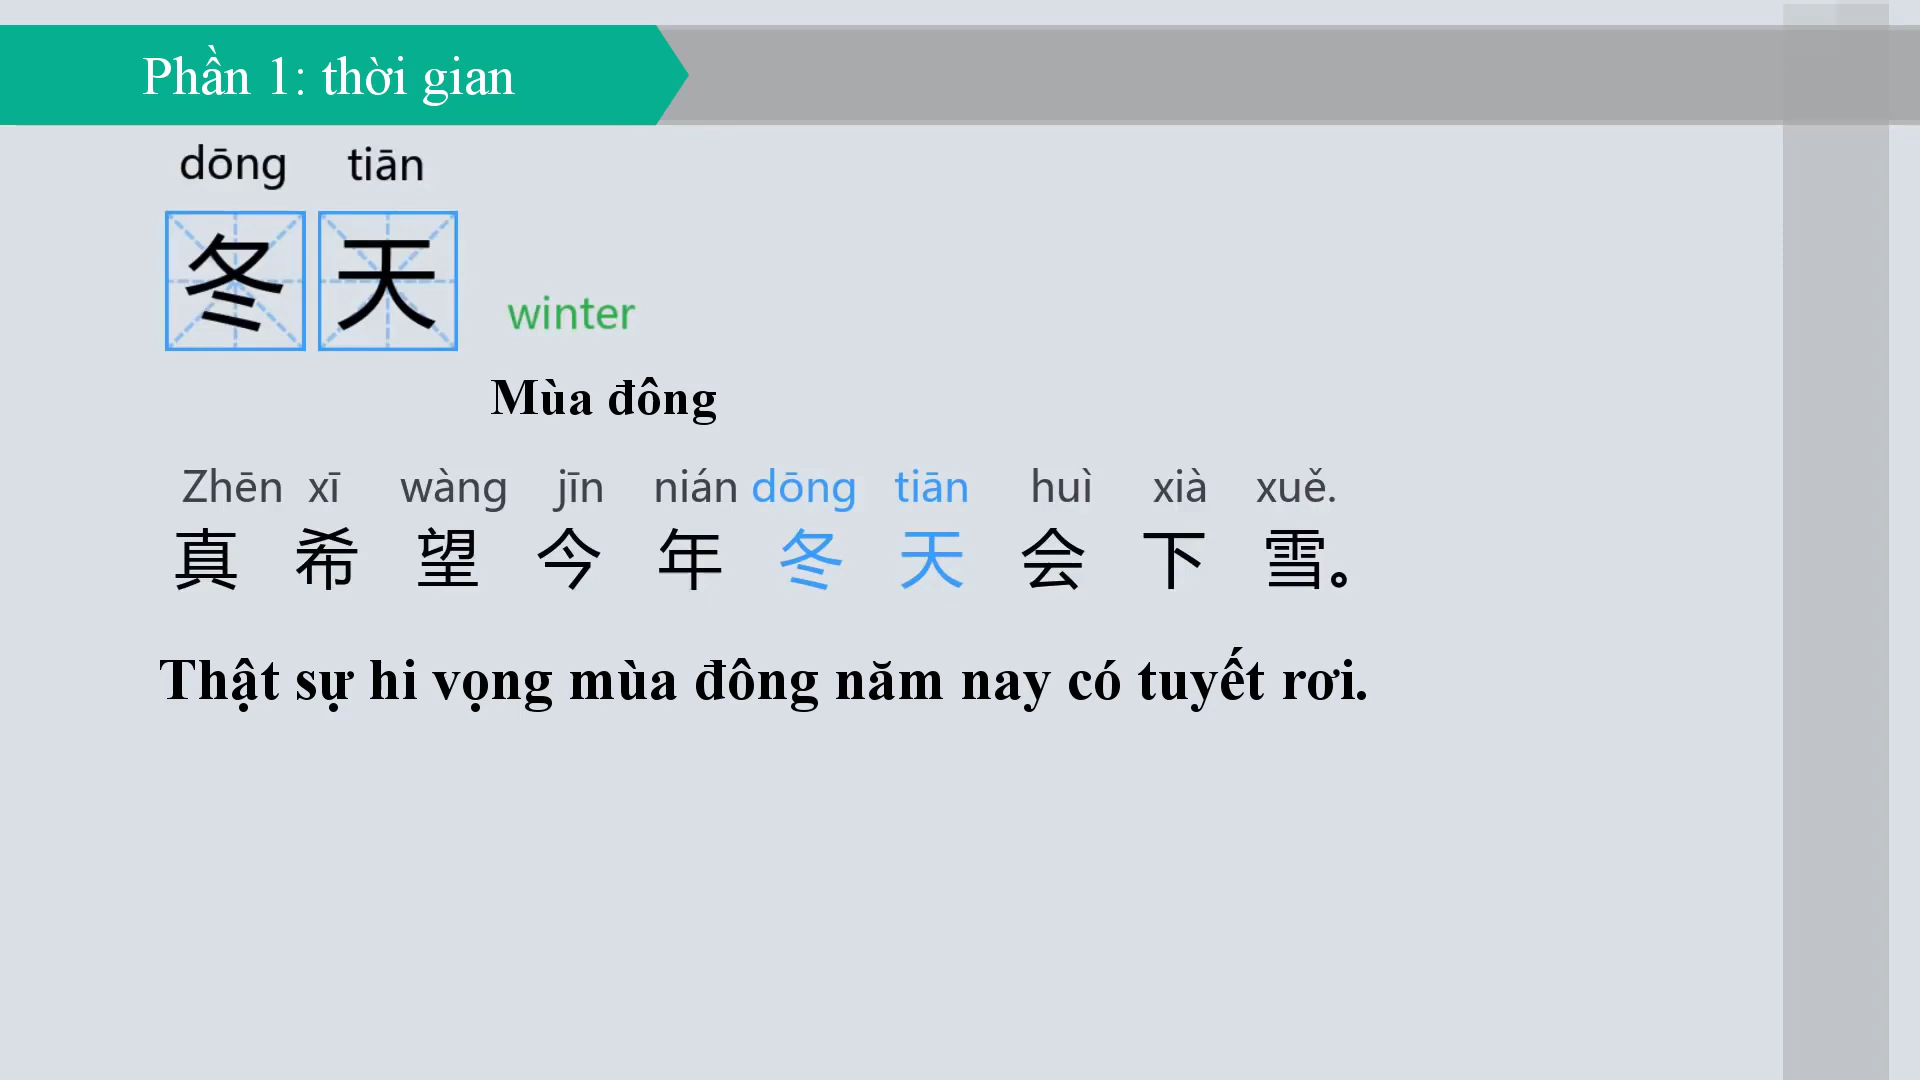 Phần 1: thời gian
dōng tiān
冬天 winter
Mùa đông
Zhēn xī wàng jīn nián dōng tiān huì xià xuě.
真希望今年冬天会下雪。
Thật sự hi vọng mùa đông năm nay có tuyết rơi.